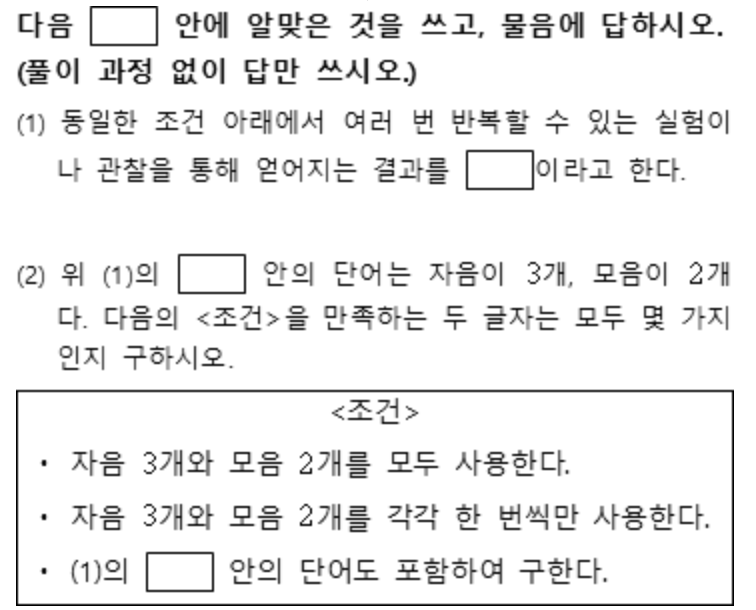 다음 □ 안에 알맞은 것을 쓰고, 물음에 답하시오.
(풀이 과정 없이 답만 쓰시오.)
(1) 동일한 조건 아래에서 여러 번 반복할 수 있는 실험이
나 관찰을 통해 얻어지는 결과를 □이라고 한다.
(2) 위 (1)의 □ 안의 단어는 자음이 3개, 모음이 2개
다. 다음의 <조건>을 만족하는 두 글자는 모두 몇 가지
인지 구하시오.
<조건>
· 자음 3개와 모음 2개를 모두 사용한다.
· 자음 3개와 모음 2개를 각각 한 번씩만 사용한다.
· (1)의 □ 안의 단어도 포함하여 구한다.